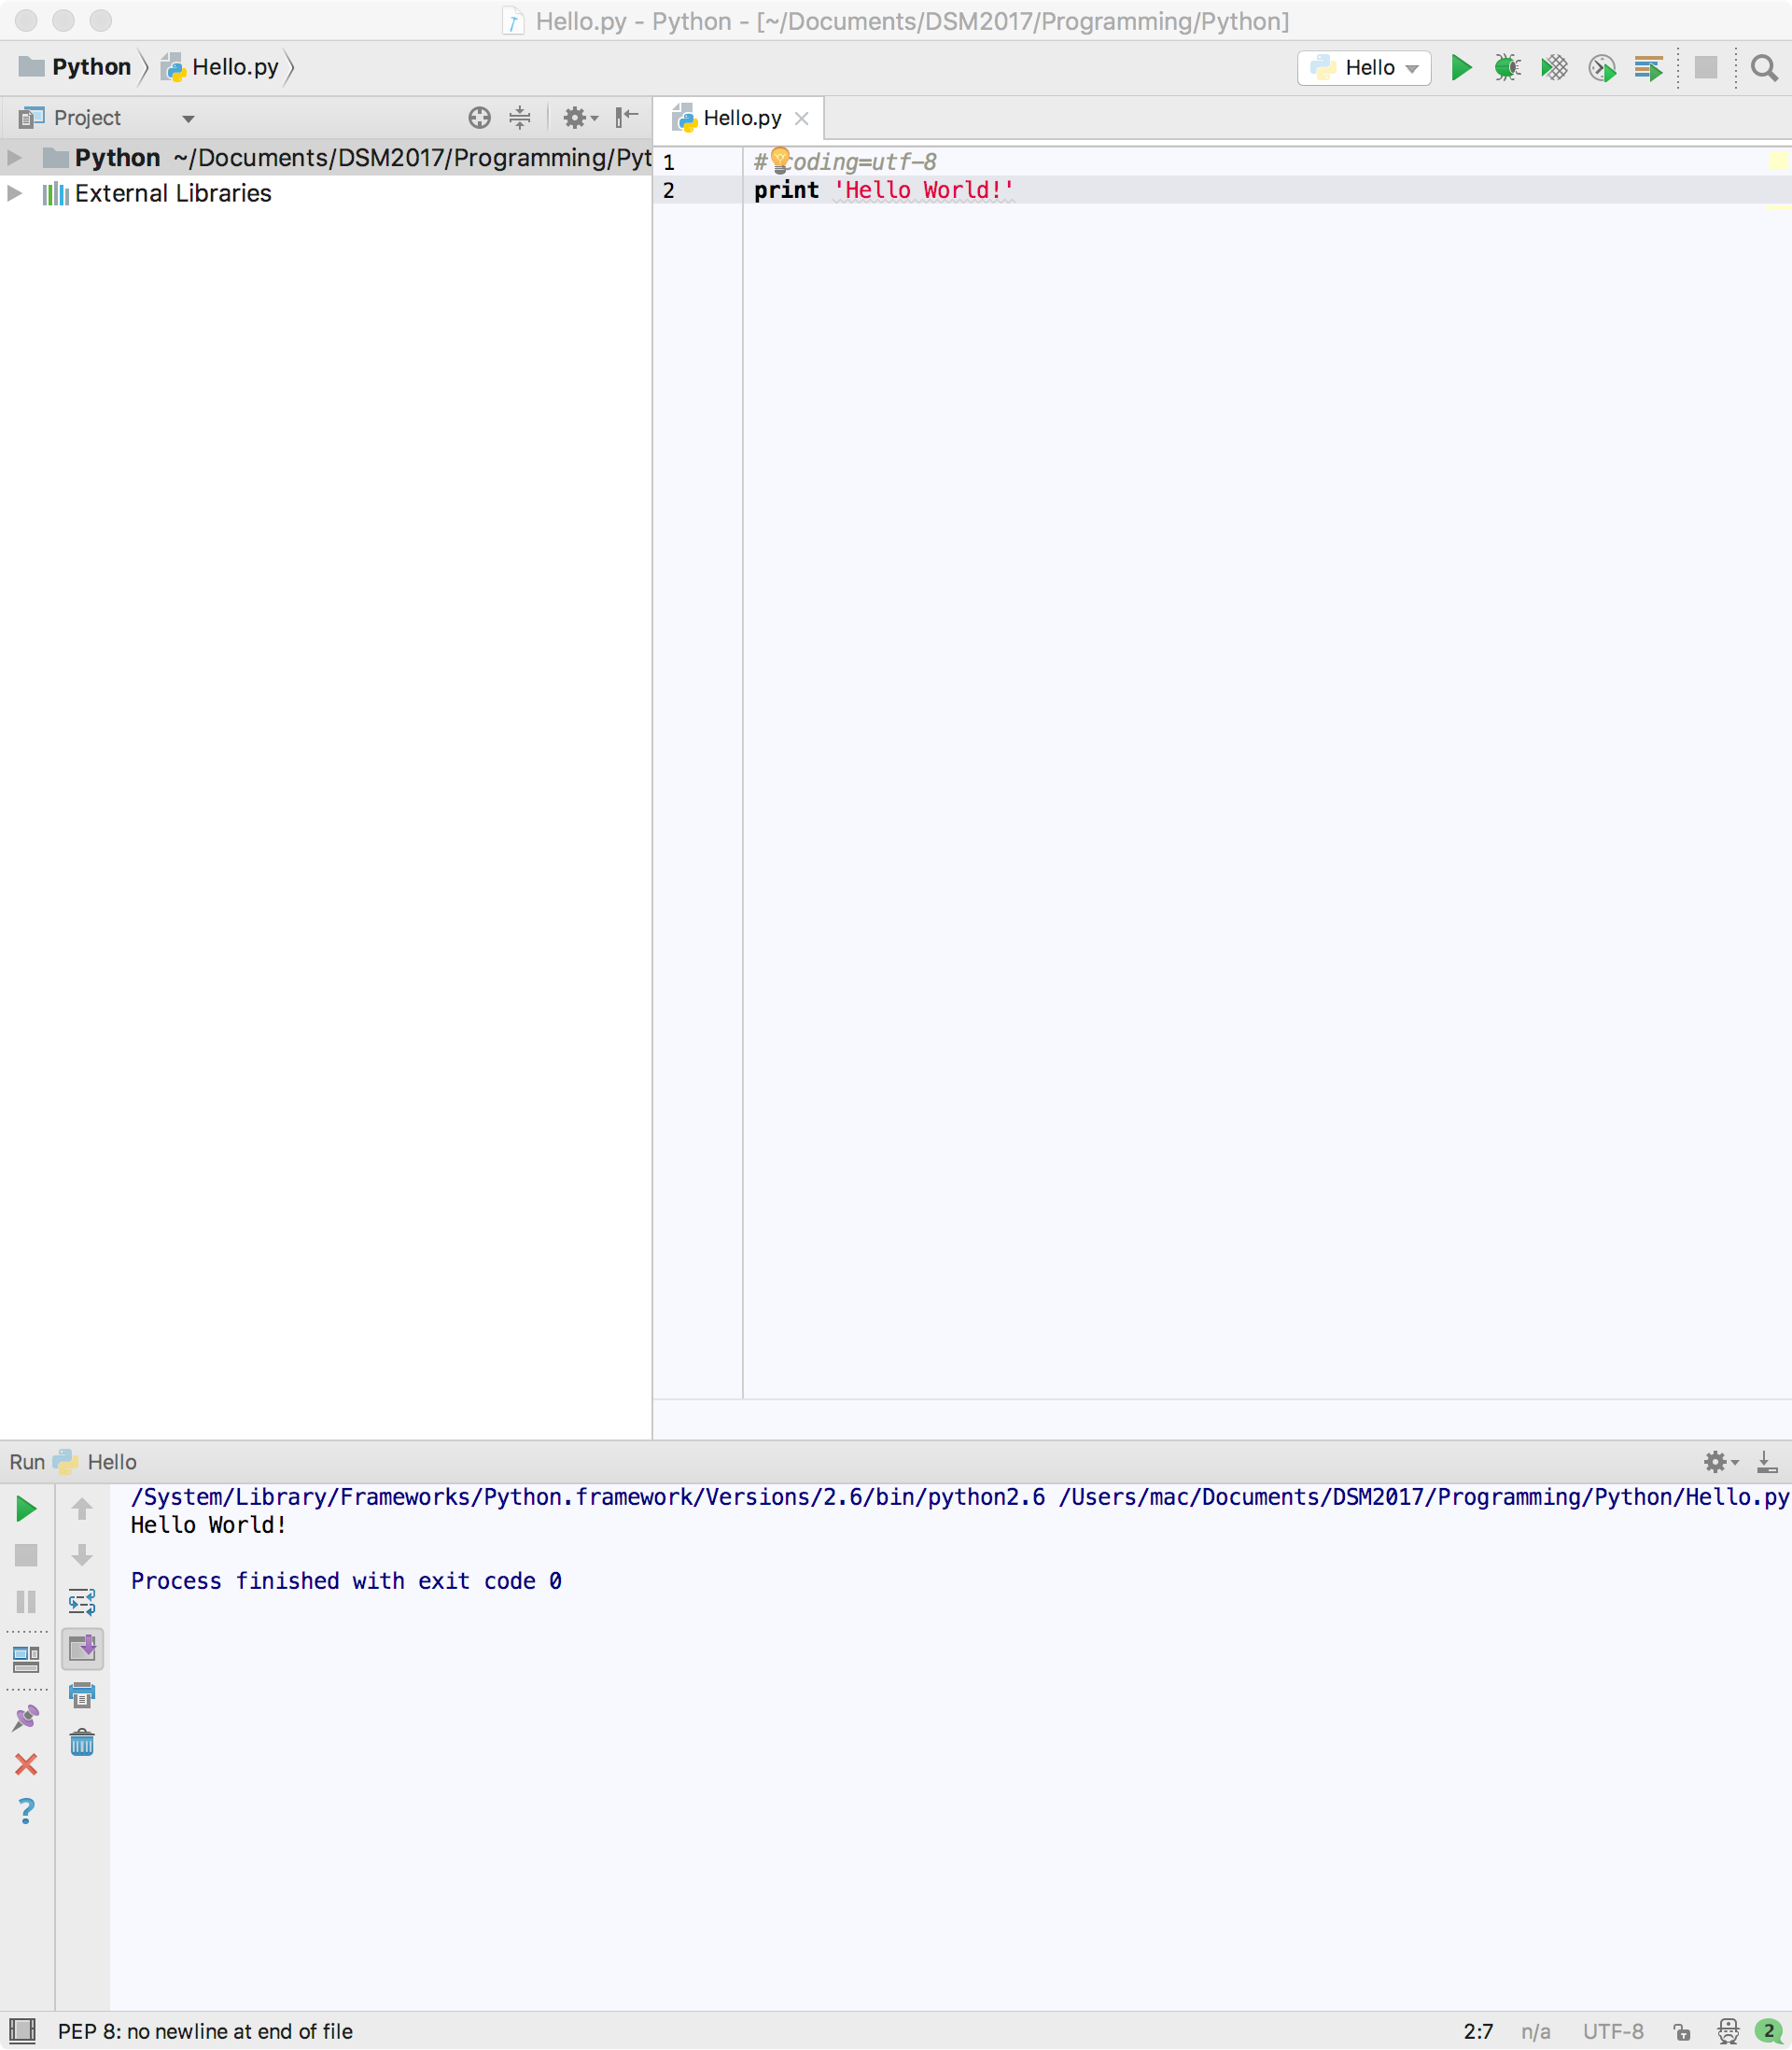 Hello.py - Python - [~/Documents/DSM2017/Programming/Python]
Python Hello.py Hello
Project Hello.py
Python ~/Documents/DSM2017/Programming/Pyt
External Libraries
1 # coding=utf-8
2 print 'Hello World!'
Run Hello
/System/Library/Frameworks/Python.framework/Versions/2.6/bin/python2.6 /Users/mac/Documents/DSM2017/Programming/Python/Hello.py
Hello World!
Process finished with exit code 0
PEP 8: no newline at end of file 2:7 n/a UTF-8 2